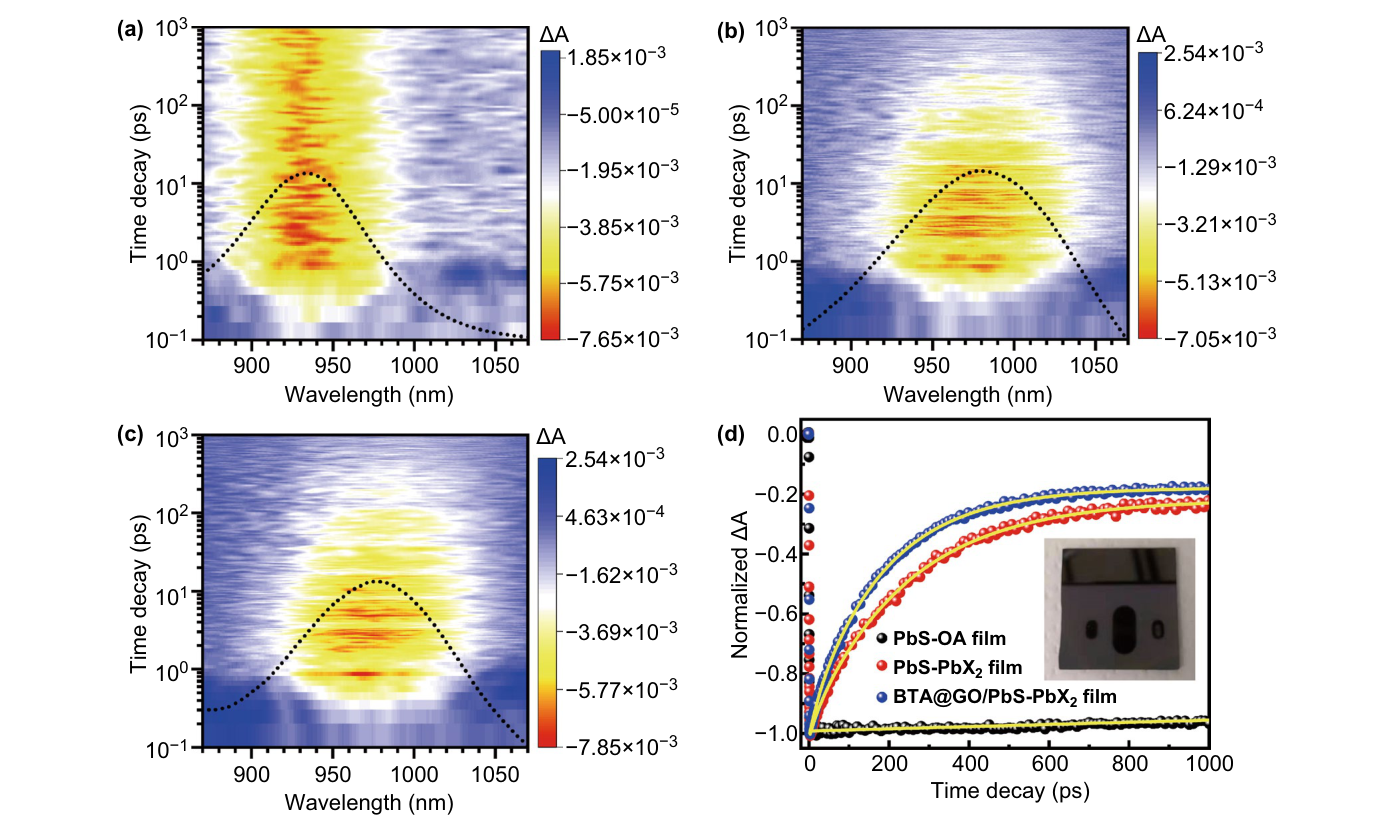 (a)
ΔA
10³
10²
10¹
10⁰
10⁻¹
Time decay (ps)
900 950 1000 1050
Wavelength (nm)
1.85×10⁻³
−5.00×10⁻⁵
−1.95×10⁻³
−3.85×10⁻³
−5.75×10⁻³
−7.65×10⁻³
(b)
ΔA
10³
10²
10¹
10⁰
10⁻¹
Time decay (ps)
900 950 1000 1050
Wavelength (nm)
2.54×10⁻³
6.24×10⁻⁴
−1.29×10⁻³
−3.21×10⁻³
−5.13×10⁻³
−7.05×10⁻³
(c)
ΔA
10³
10²
10¹
10⁰
10⁻¹
Time decay (ps)
900 950 1000 1050
Wavelength (nm)
2.54×10⁻³
4.63×10⁻⁴
−1.62×10⁻³
−3.69×10⁻³
−5.77×10⁻³
−7.85×10⁻³
(d)
0.0
−0.2
−0.4
−0.6
−0.8
−1.0
Normalized ΔA
PbS-OA film
PbS-PbX₂ film
BTA@GO/PbS-PbX₂ film
0 200 400 600 800 1000
Time decay (ps)